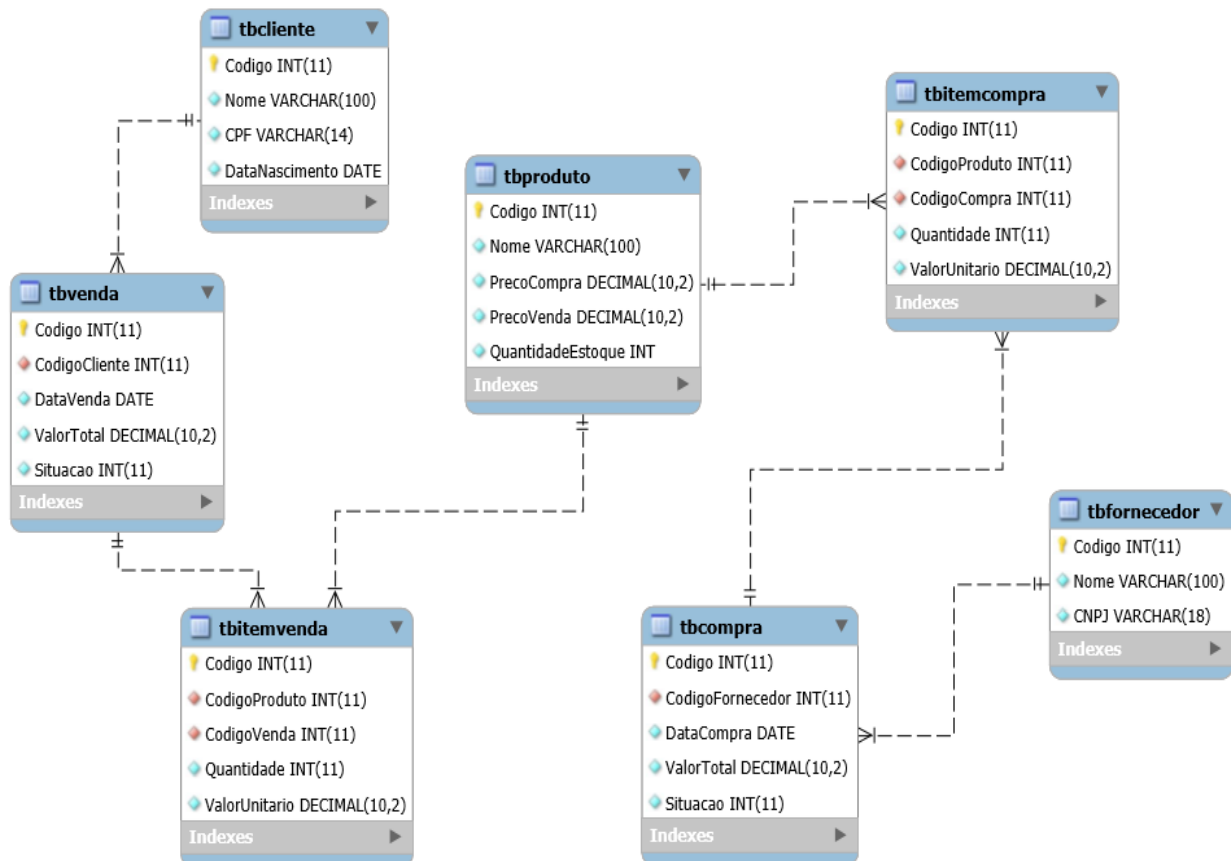 tbcliente
Codigo INT(11)
Nome VARCHAR(100)
CPF VARCHAR(14)
DataNascimento DATE
Indexes
tbvenda
Codigo INT(11)
CodigoCliente INT(11)
DataVenda DATE
ValorTotal DECIMAL(10,2)
Situacao INT(11)
Indexes
tbproduto
Codigo INT(11)
Nome VARCHAR(100)
PrecoCompra DECIMAL(10,2)
PrecoVenda DECIMAL(10,2)
QuantidadeEstoque INT
Indexes
tbitemcompra
Codigo INT(11)
CodigoProduto INT(11)
CodigoCompra INT(11)
Quantidade INT(11)
ValorUnitario DECIMAL(10,2)
Indexes
tbitemvenda
Codigo INT(11)
CodigoProduto INT(11)
CodigoVenda INT(11)
Quantidade INT(11)
ValorUnitario DECIMAL(10,2)
Indexes
tbcompra
Codigo INT(11)
CodigoFornecedor INT(11)
DataCompra DATE
ValorTotal DECIMAL(10,2)
Situacao INT(11)
Indexes
tbfornecedor
Codigo INT(11)
Nome VARCHAR(100)
CNPJ VARCHAR(18)
Indexes